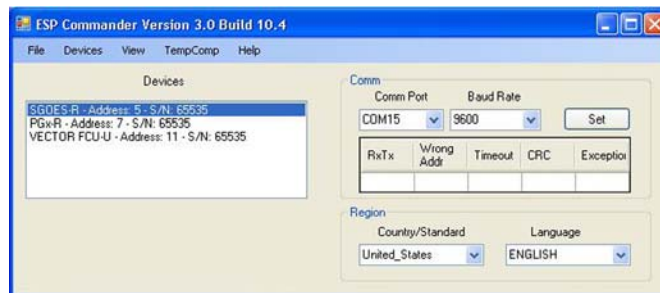 ESP Commander Version 3.0 Build 10.4
File Devices View TempComp Help
Devices
SGOES-R - Address: 5 - S/N: 65535
PGx-R - Address: 7 - S/N: 65535
VECTOR FCU-U - Address: 11 - S/N: 65535
Comm
Comm Port Baud Rate
COM15 9600 Set
RxTx Wrong Addr Timeout CRC Exception
Region
Country/Standard Language
United_States ENGLISH